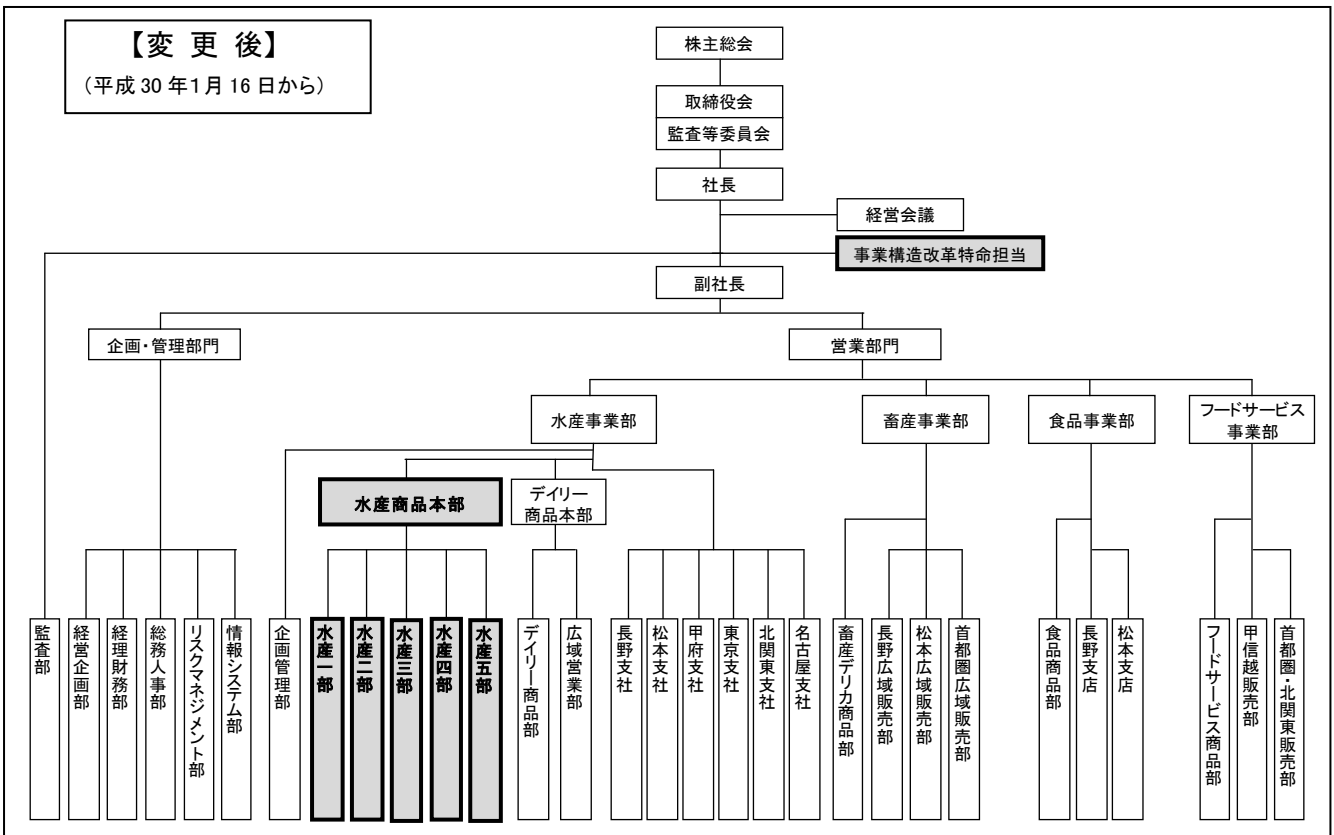 【変 更 後】
（平成 30 年1月 16 日から）
株主総会
取締役会
監査等委員会
社長
経営会議
事業構造改革特命担当
副社長
企画・管理部門
営業部門
水産事業部
畜産事業部
食品事業部
フードサービス
事業部
水産商品本部
デイリー
商品本部
監査部
経営企画部
経理財務部
総務人事部
リスクマネジメント部
情報システム部
企画管理部
水産一部
水産二部
水産三部
水産四部
水産五部
デイリー商品部
広域営業部
長野支社
松本支社
甲府支社
東京支社
北関東支社
名古屋支社
畜産デリカ商品部
長野広域販売部
松本広域販売部
首都圏広域販売部
食品商品部
長野支店
松本支店
フードサービス商品部
甲信越販売部
首都圏・北関東販売部